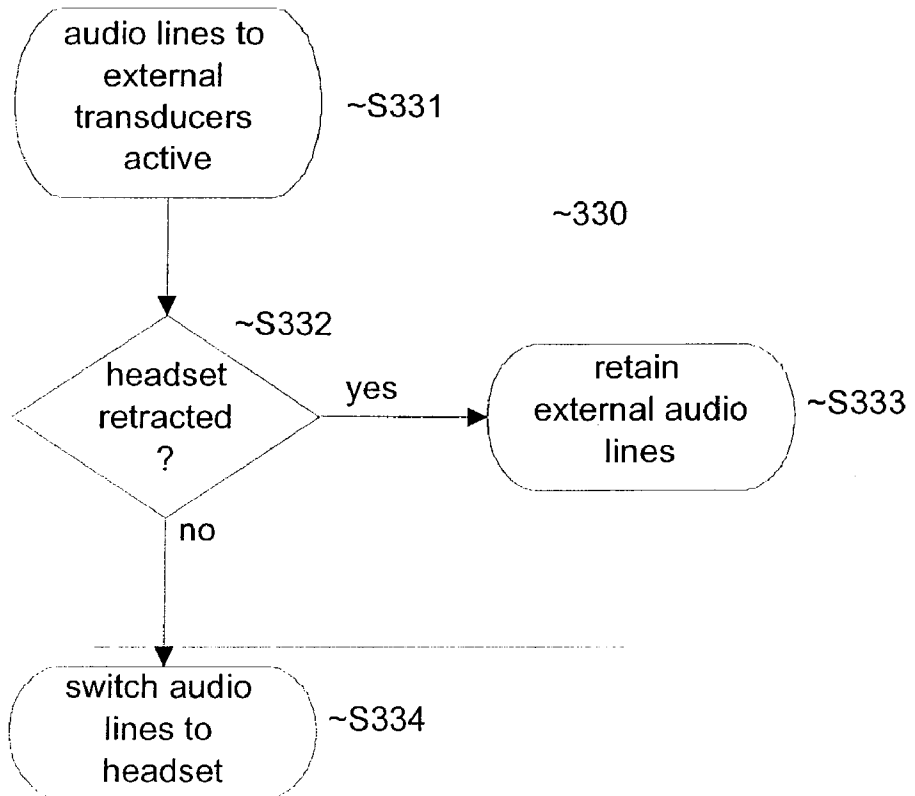 audio lines to
external
transducers
active
~S331
~330
~S332
headset
retracted
?
yes
retain
external audio
lines
~S333
no
switch audio
lines to
headset
~S334